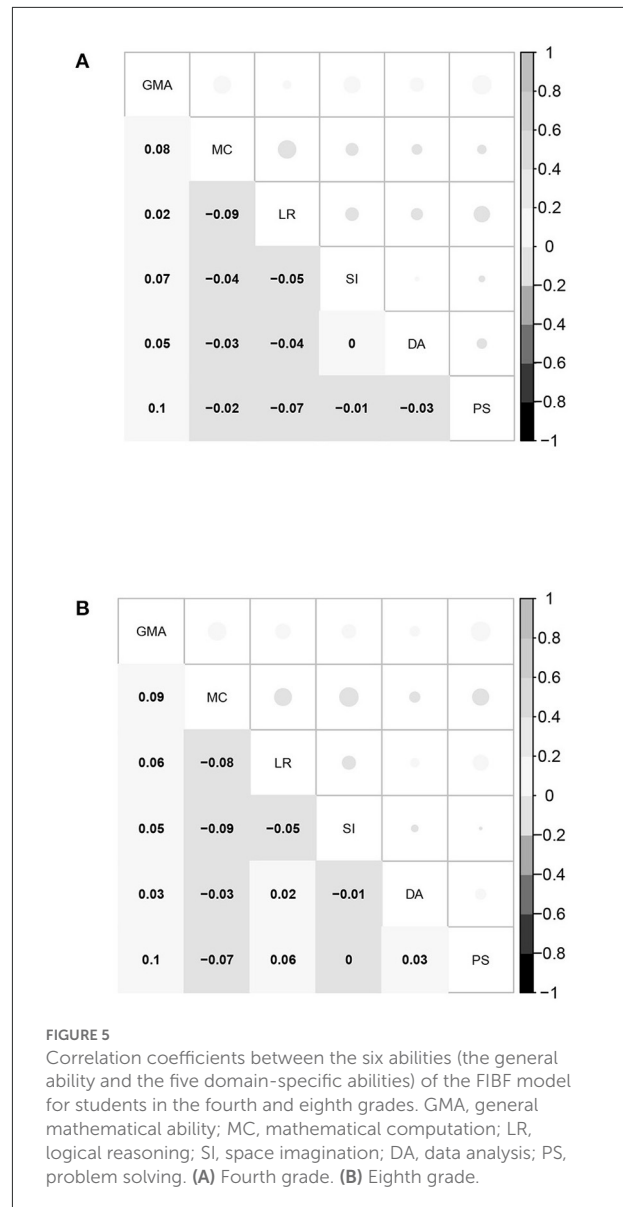 A
GMA
0.08 MC
0.02 −0.09 LR
0.07 −0.04 −0.05 SI
0.05 −0.03 −0.04 0 DA
0.1 −0.02 −0.07 −0.01 −0.03 PS
1
0.8
0.6
0.4
0.2
0
−0.2
−0.4
−0.6
−0.8
−1
B
GMA
0.09 MC
0.06 −0.08 LR
0.05 −0.09 −0.05 SI
0.03 −0.03 0.02 −0.01 DA
0.1 −0.07 0.06 0 0.03 PS
1
0.8
0.6
0.4
0.2
0
−0.2
−0.4
−0.6
−0.8
−1
FIGURE 5
Correlation coefficients between the six abilities (the general
ability and the five domain-specific abilities) of the FIBF model
for students in the fourth and eighth grades. GMA, general
mathematical ability; MC, mathematical computation; LR,
logical reasoning; SI, space imagination; DA, data analysis; PS,
problem solving. (A) Fourth grade. (B) Eighth grade.